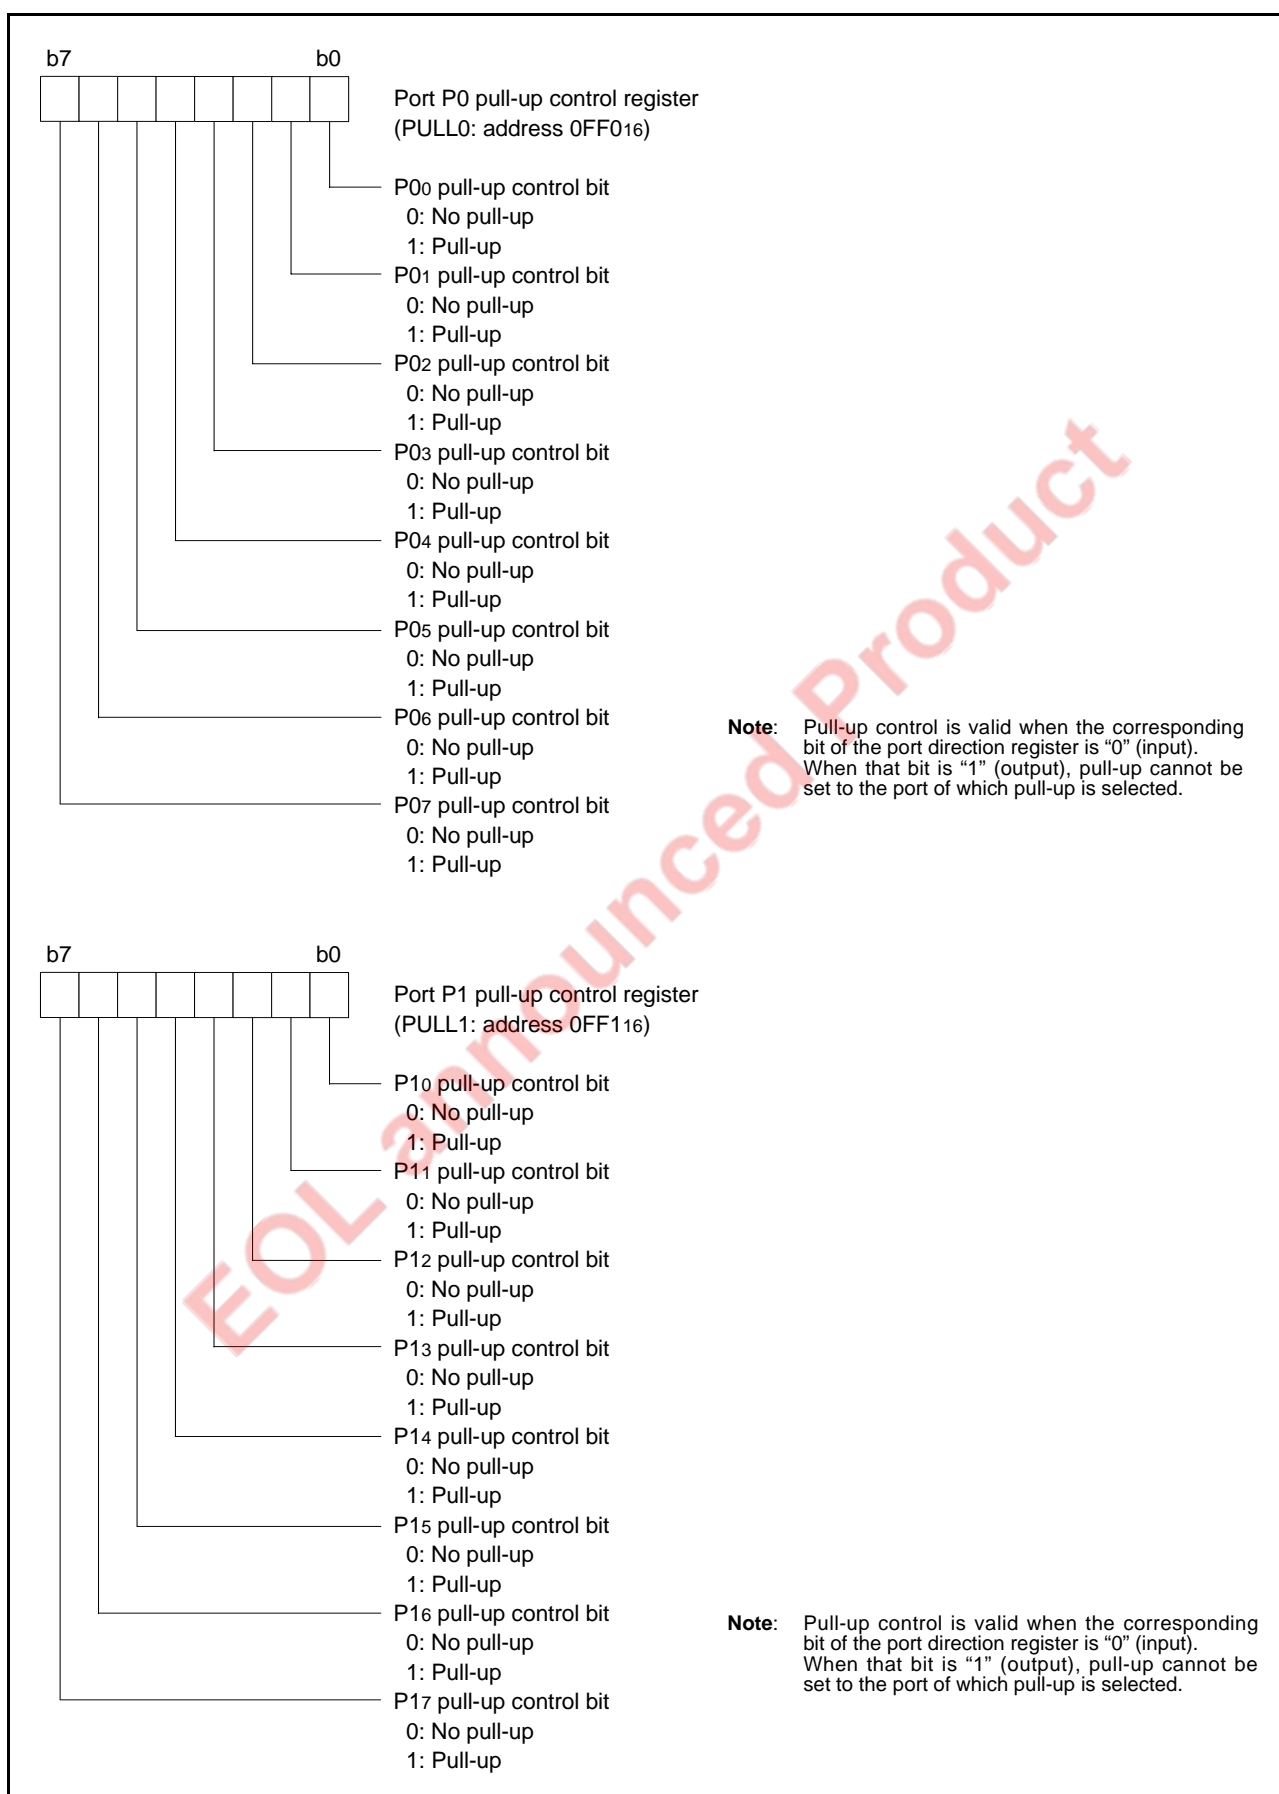 b7 b0
Port P0 pull-up control register
(PULL0: address 0FF016)
P00 pull-up control bit
0: No pull-up
1: Pull-up
P01 pull-up control bit
0: No pull-up
1: Pull-up
P02 pull-up control bit
0: No pull-up
1: Pull-up
P03 pull-up control bit
0: No pull-up
1: Pull-up
P04 pull-up control bit
0: No pull-up
1: Pull-up
P05 pull-up control bit
0: No pull-up
1: Pull-up
P06 pull-up control bit
0: No pull-up
1: Pull-up
P07 pull-up control bit
0: No pull-up
1: Pull-up
Note: Pull-up control is valid when the corresponding
bit of the port direction register is “0” (input).
When that bit is “1” (output), pull-up cannot be
set to the port of which pull-up is selected.
b7 b0
Port P1 pull-up control register
(PULL1: address 0FF116)
P10 pull-up control bit
0: No pull-up
1: Pull-up
P11 pull-up control bit
0: No pull-up
1: Pull-up
P12 pull-up control bit
0: No pull-up
1: Pull-up
P13 pull-up control bit
0: No pull-up
1: Pull-up
P14 pull-up control bit
0: No pull-up
1: Pull-up
P15 pull-up control bit
0: No pull-up
1: Pull-up
P16 pull-up control bit
0: No pull-up
1: Pull-up
P17 pull-up control bit
0: No pull-up
1: Pull-up
Note: Pull-up control is valid when the corresponding
bit of the port direction register is “0” (input).
When that bit is “1” (output), pull-up cannot be
set to the port of which pull-up is selected.
EOL announced Product